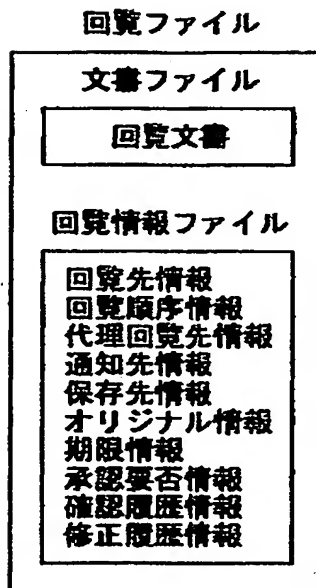 回覧ファイル
文書ファイル
回覧文書
回覧情報ファイル
回覧先情報
回覧順序情報
代理回覧先情報
通知先情報
保存先情報
オリジナル情報
期限情報
承認要否情報
確認履歴情報
修正履歴情報